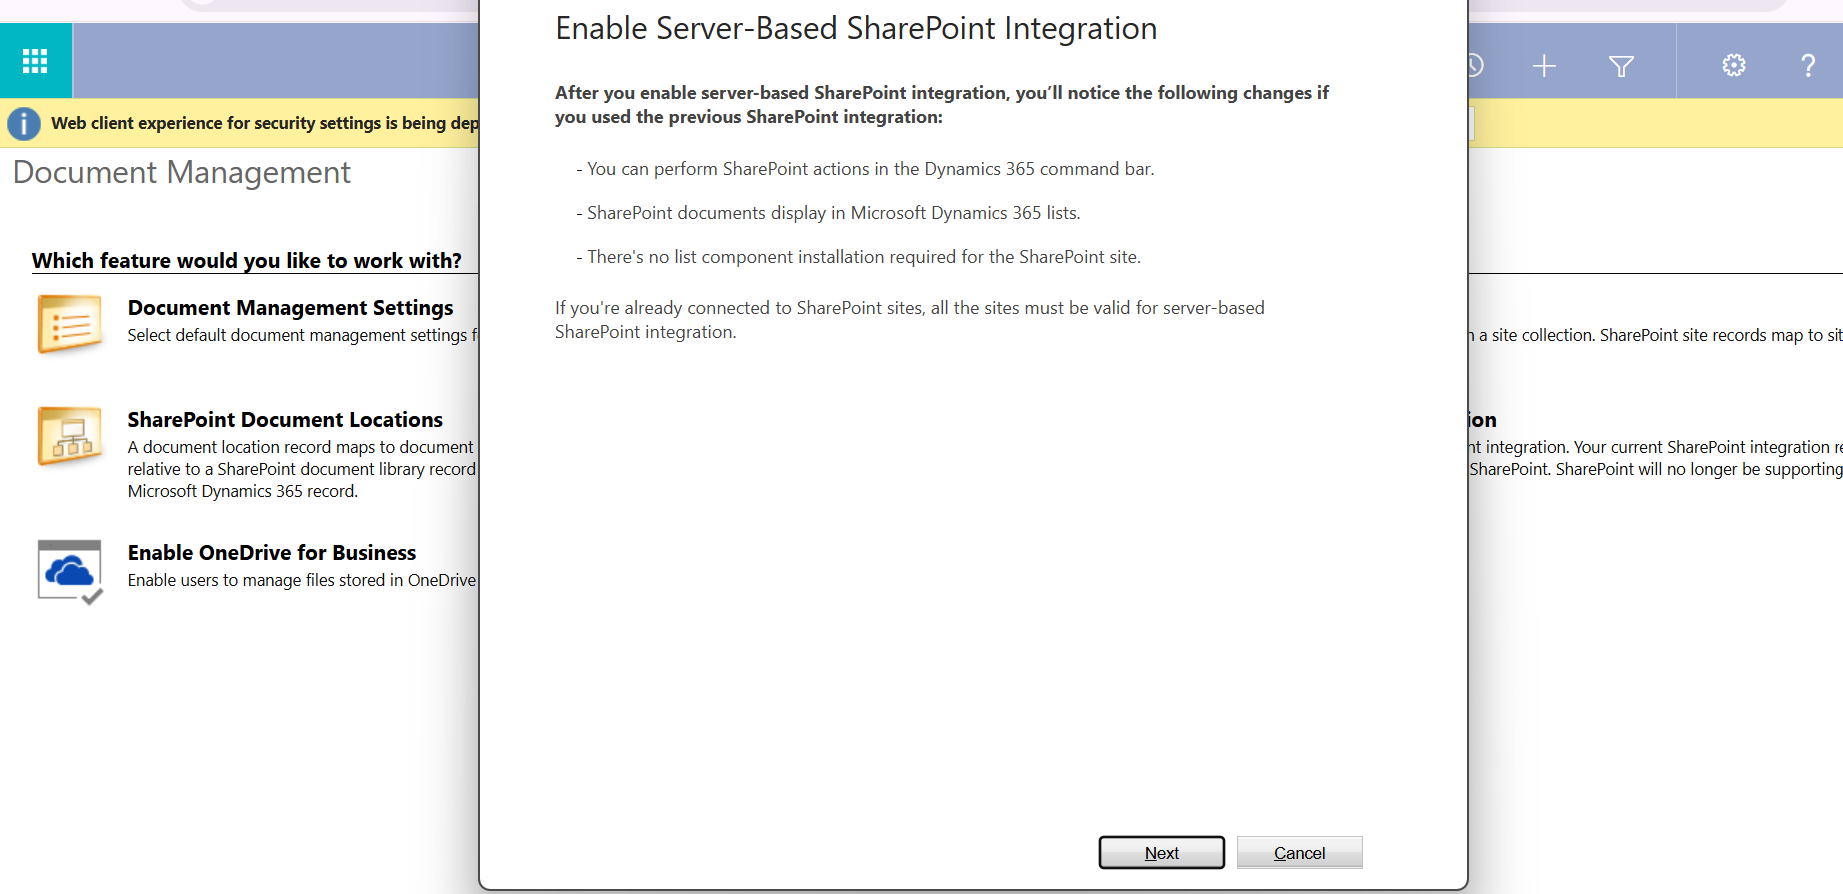 Enable Server-Based SharePoint Integration
After you enable server-based SharePoint integration, you'll notice the following changes if
you used the previous SharePoint integration:
- You can perform SharePoint actions in the Dynamics 365 command bar.
- SharePoint documents display in Microsoft Dynamics 365 lists.
- There's no list component installation required for the SharePoint site.
If you're already connected to SharePoint sites, all the sites must be valid for server-based
SharePoint integration.
Next
Cancel
Web client experience for security settings is being dep
Document Management
Which feature would you like to work with?
Document Management Settings
Select default document management settings f
a site collection. SharePoint site records map to sit
SharePoint Document Locations
A document location record maps to document
relative to a SharePoint document library record
Microsoft Dynamics 365 record.
ion
nt integration. Your current SharePoint integration re
SharePoint. SharePoint will no longer be supporting
Enable OneDrive for Business
Enable users to manage files stored in OneDrive